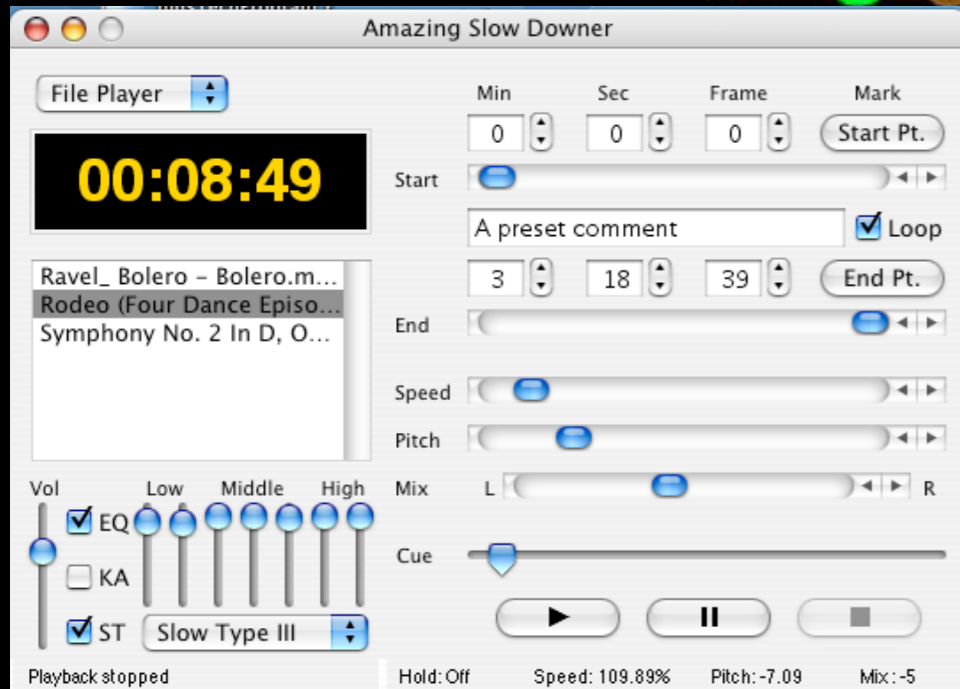 Amazing Slow Downer
File Player
Min Sec Frame Mark
0 0 0 Start Pt.
00:08:49
Start
A preset comment Loop
Ravel_ Bolero – Bolero.m...
Rodeo (Four Dance Episo...
Symphony No. 2 In D, O...
3 18 39 End Pt.
End
Speed
Pitch
Mix L R
Vol Low Middle High
EQ
Cue
KA
ST Slow Type III
Playback stopped Hold: Off Speed: 109.89% Pitch: -7.09 Mix: -5